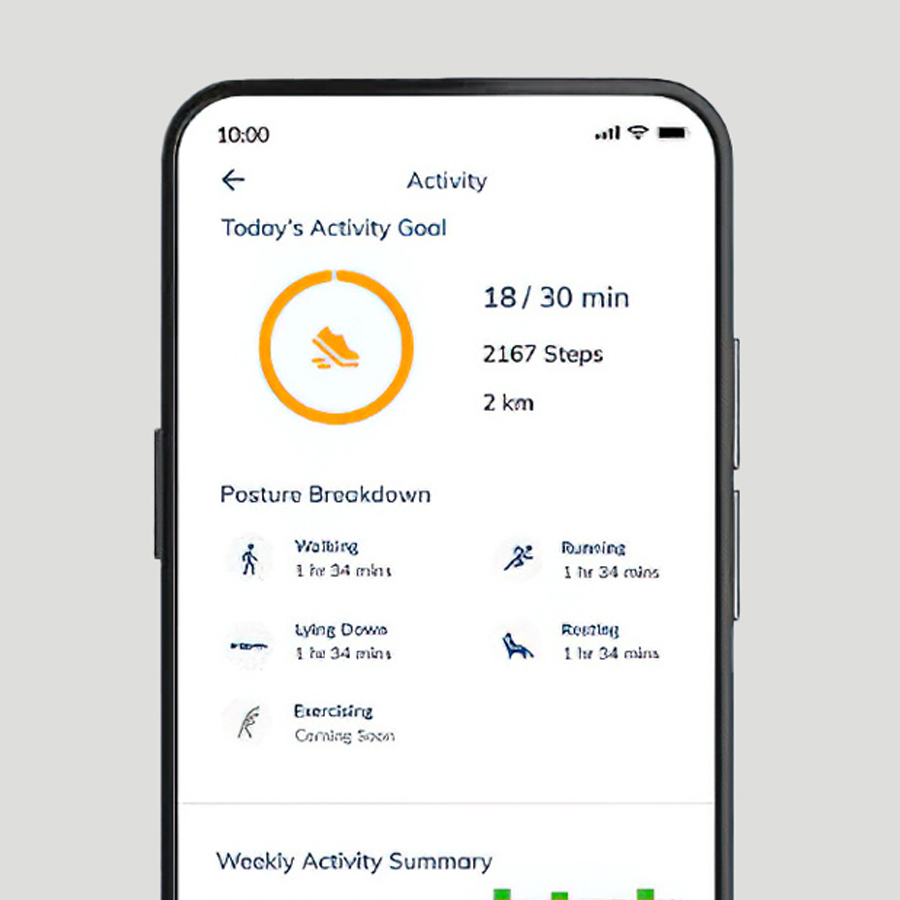 10:00
Activity
Today's Activity Goal
18 / 30 min
2167 Steps
2 km
Posture Breakdown
Walking
1 hr 34 mins
Running
1 hr 34 mins
Lying Down
1 hr 34 mins
Resting
1 hr 34 mins
Exercising
Coming Soon
Weekly Activity Summary